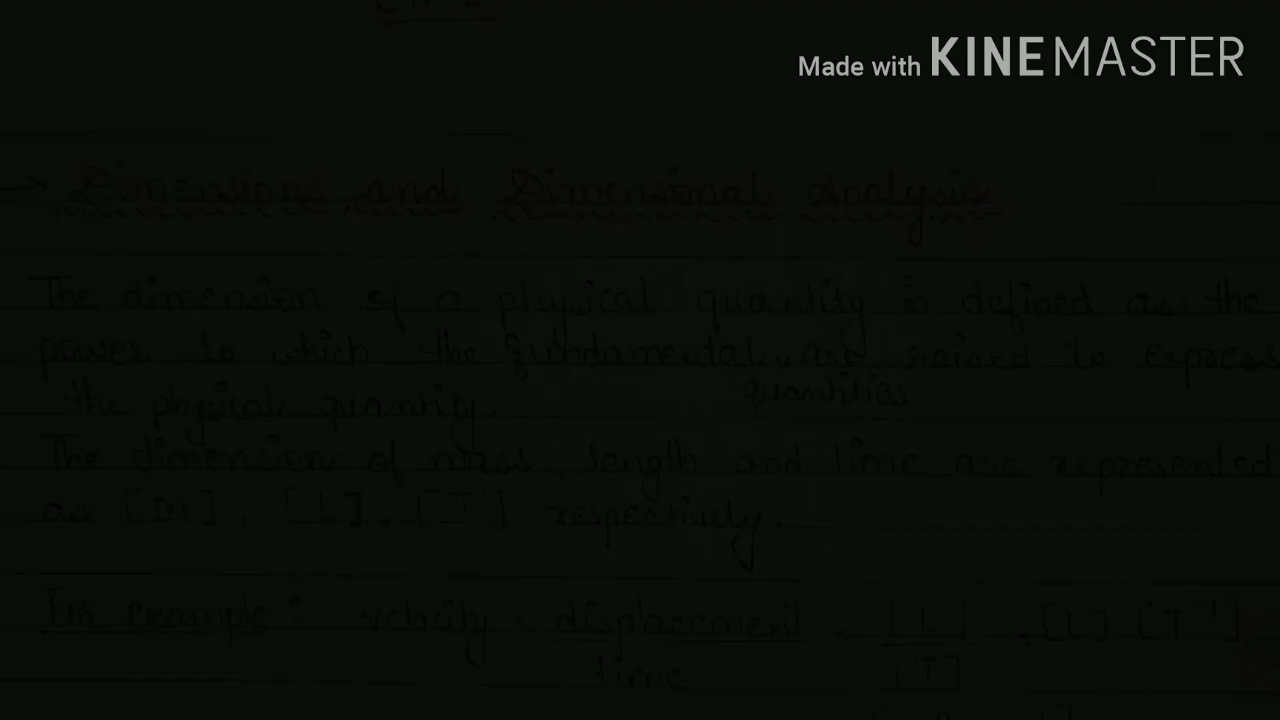 Made with KINEMASTER
⇒ Dimensions and Dimensional Analysis
The dimension of a physical quantity is defined as the
power to which the fundamental are raised to express
quantities
the physical quantity.
The dimensions of mass, length and time are represented
as [M], [L], [T] respectively.
For example :- velocity = displacement = [L] = [L] [T⁻¹]
time [T]